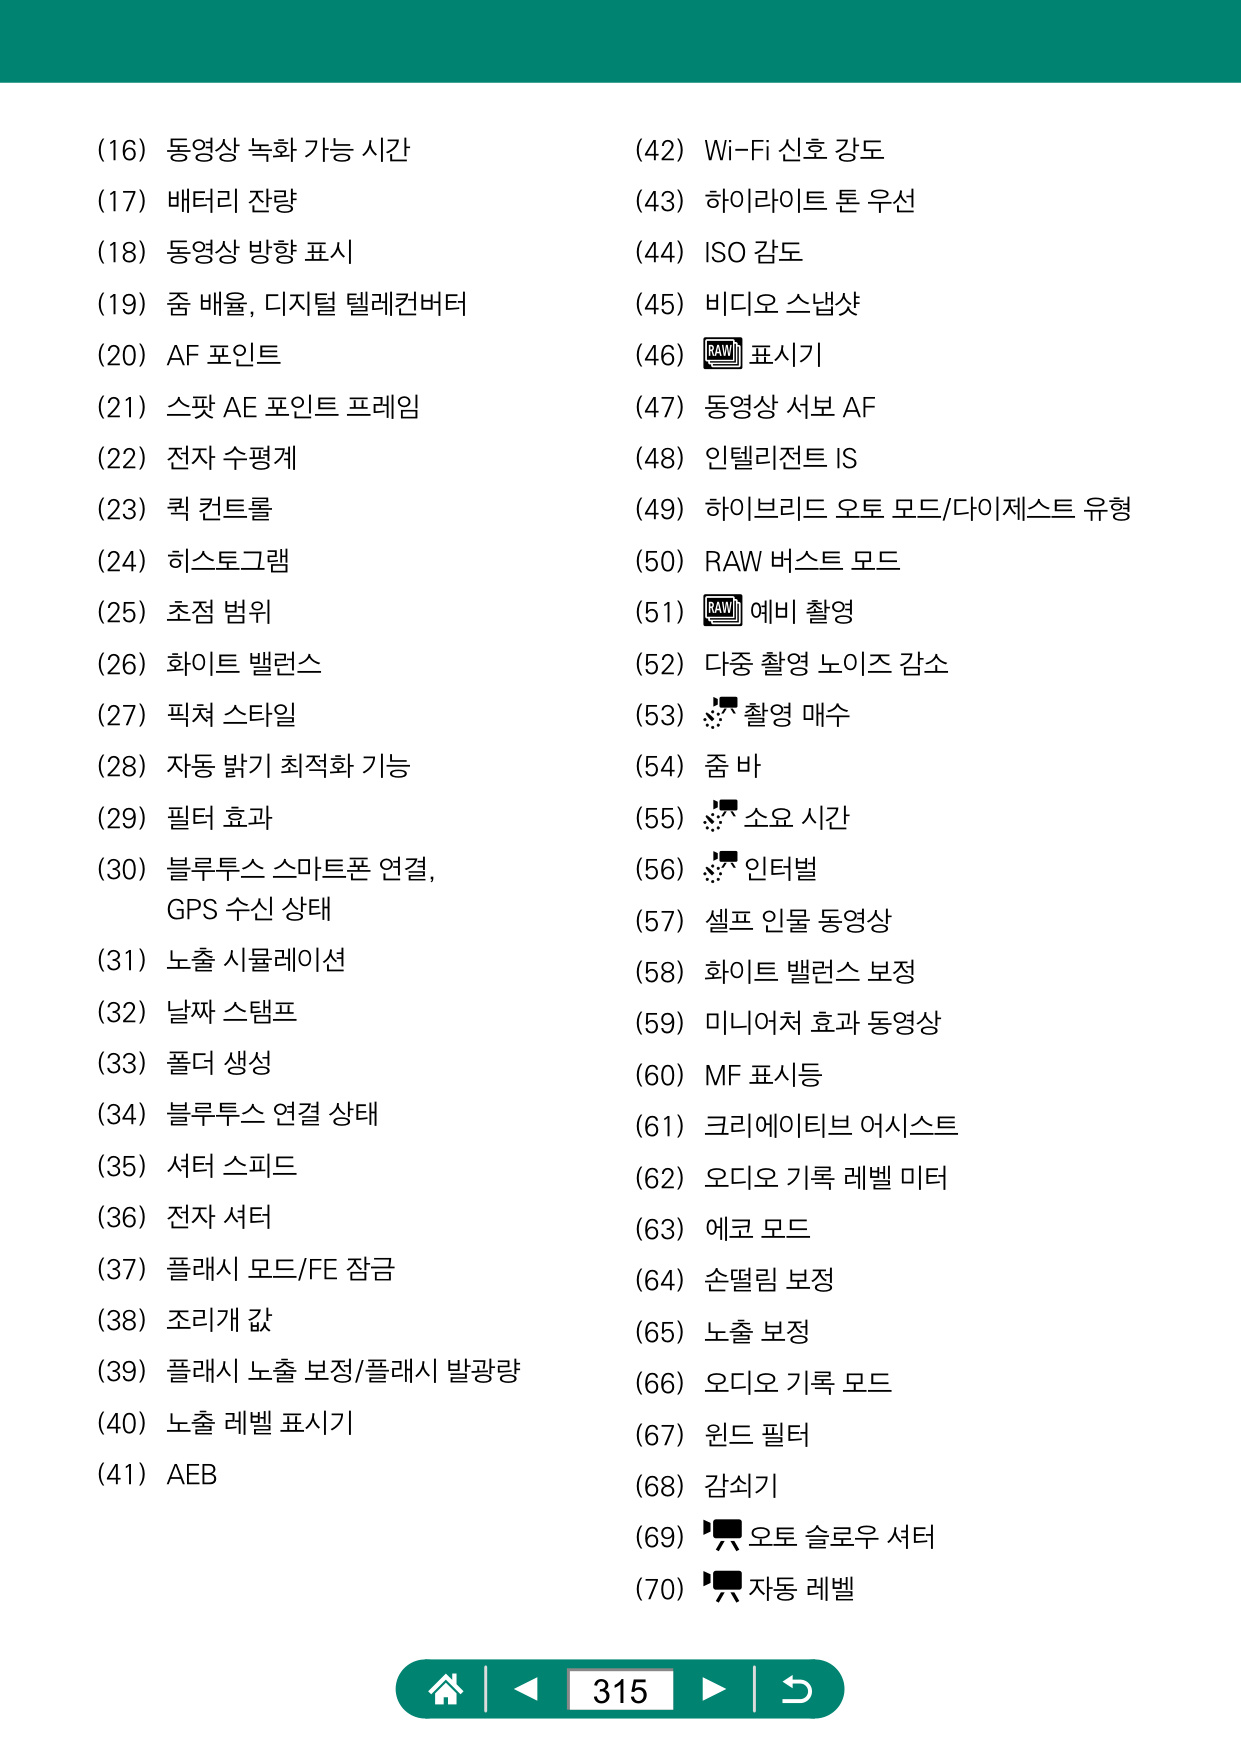 (16) 동영상 녹화 가능 시간
(17) 배터리 잔량
(18) 동영상 방향 표시
(19) 줌 배율, 디지털 텔레컨버터
(20) AF 포인트
(21) 스팟 AE 포인트 프레임
(22) 전자 수평계
(23) 퀵 컨트롤
(24) 히스토그램
(25) 초점 범위
(26) 화이트 밸런스
(27) 픽쳐 스타일
(28) 자동 밝기 최적화 기능
(29) 필터 효과
(30) 블루투스 스마트폰 연결,
GPS 수신 상태
(31) 노출 시뮬레이션
(32) 날짜 스탬프
(33) 폴더 생성
(34) 블루투스 연결 상태
(35) 셔터 스피드
(36) 전자 셔터
(37) 플래시 모드/FE 잠금
(38) 조리개 값
(39) 플래시 노출 보정/플래시 발광량
(40) 노출 레벨 표시기
(41) AEB
(42) Wi-Fi 신호 강도
(43) 하이라이트 톤 우선
(44) ISO 감도
(45) 비디오 스냅샷
(46) RAW 표시기
(47) 동영상 서보 AF
(48) 인텔리전트 IS
(49) 하이브리드 오토 모드/다이제스트 유형
(50) RAW 버스트 모드
(51) RAW 예비 촬영
(52) 다중 촬영 노이즈 감소
(53) 촬영 매수
(54) 줌 바
(55) 소요 시간
(56) 인터벌
(57) 셀프 인물 동영상
(58) 화이트 밸런스 보정
(59) 미니어처 효과 동영상
(60) MF 표시등
(61) 크리에이티브 어시스트
(62) 오디오 기록 레벨 미터
(63) 에코 모드
(64) 손떨림 보정
(65) 노출 보정
(66) 오디오 기록 모드
(67) 윈드 필터
(68) 감쇠기
(69) 오토 슬로우 셔터
(70) 자동 레벨
315